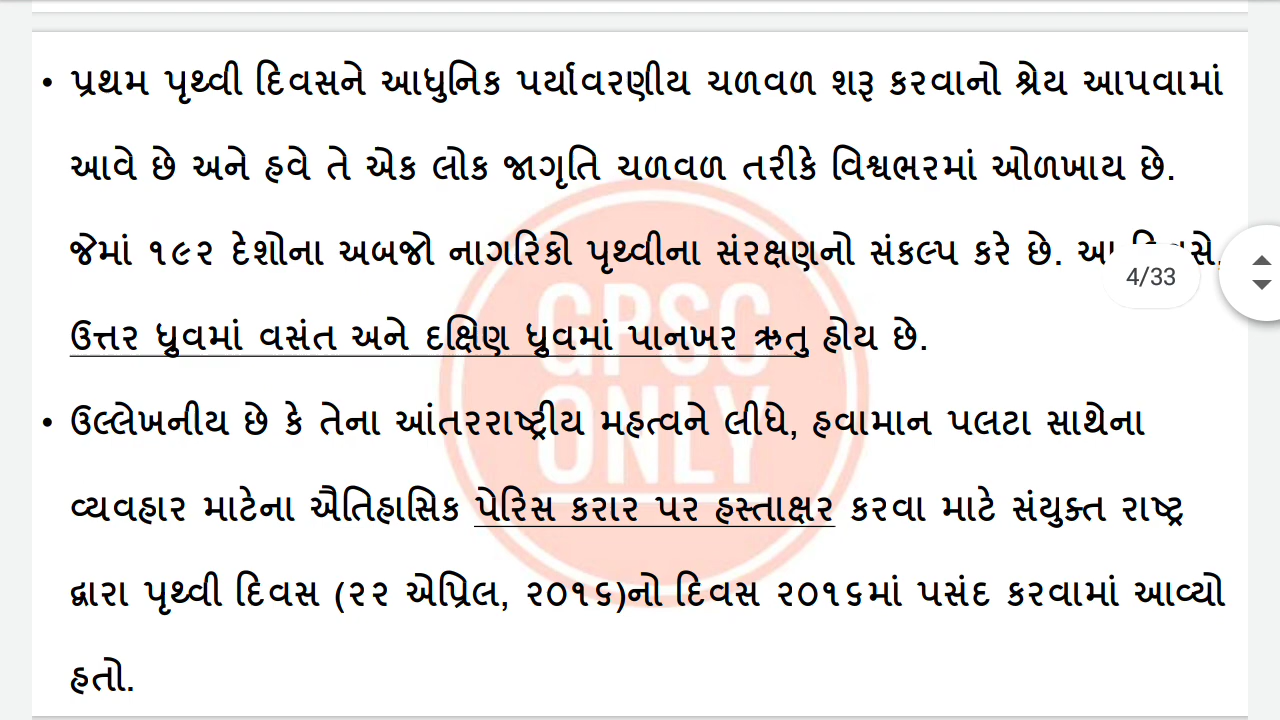 • પ્રથમ પૃથ્વી દિવસને આધુનિક પર્યાવરણીય ચળવળ શરૂ કરવાનો શ્રેય આપવામાં
આવે છે અને હવે તે એક લોક જાગૃતિ ચળવળ તરીકે વિશ્વભરમાં ઓળખાય છે.
જેમાં ૧૯૨ દેશોના અબજો નાગરિકો પૃથ્વીના સંરક્ષણનો સંકલ્પ કરે છે.
4/33
ઉત્તર ધ્રુવમાં વસંત અને દક્ષિણ ધ્રુવમાં પાનખર ઋતુ હોય છે.
• ઉલ્લેખનીય છે કે તેના આંતરરાષ્ટ્રીય મહત્વને લીધે, હવામાન પલટા સાથેના
વ્યવહાર માટેના ઐતિહાસિક પેરિસ કરાર પર હસ્તાક્ષર કરવા માટે સંયુક્ત રાષ્ટ્ર
દ્વારા પૃથ્વી દિવસ (૨૨ એપ્રિલ, ૨૦૧૬)નો દિવસ ૨૦૧૬માં પસંદ કરવામાં આવ્યો
હતો.
GPSC
ONLY